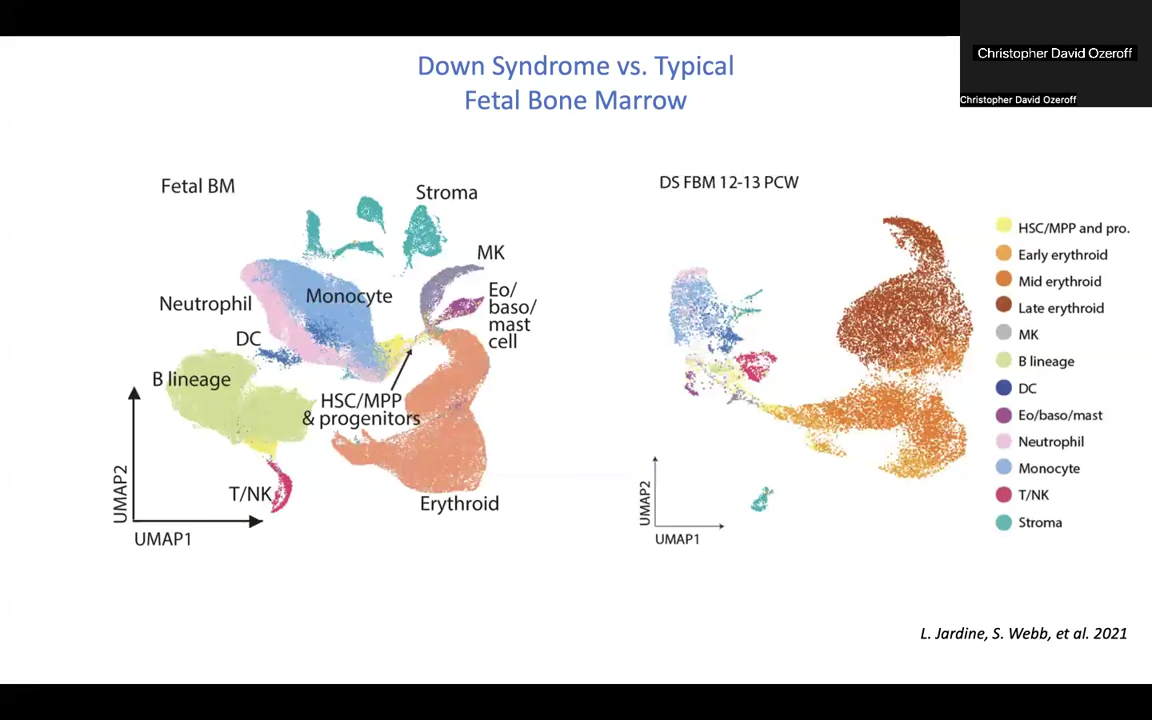 Christopher David Ozeroff
Christopher David Ozeroff
Down Syndrome vs. Typical
Fetal Bone Marrow
Fetal BM
Stroma
MK
Eo/
baso/
mast
cell
Neutrophil
Monocyte
DC
B lineage
HSC/MPP
& progenitors
T/NK
Erythroid
UMAP2
UMAP1
DS FBM 12-13 PCW
UMAP2
UMAP1
HSC/MPP and pro.
Early erythroid
Mid erythroid
Late erythroid
MK
B lineage
DC
Eo/baso/mast
Neutrophil
Monocyte
T/NK
Stroma
L. Jardine, S. Webb, et al. 2021